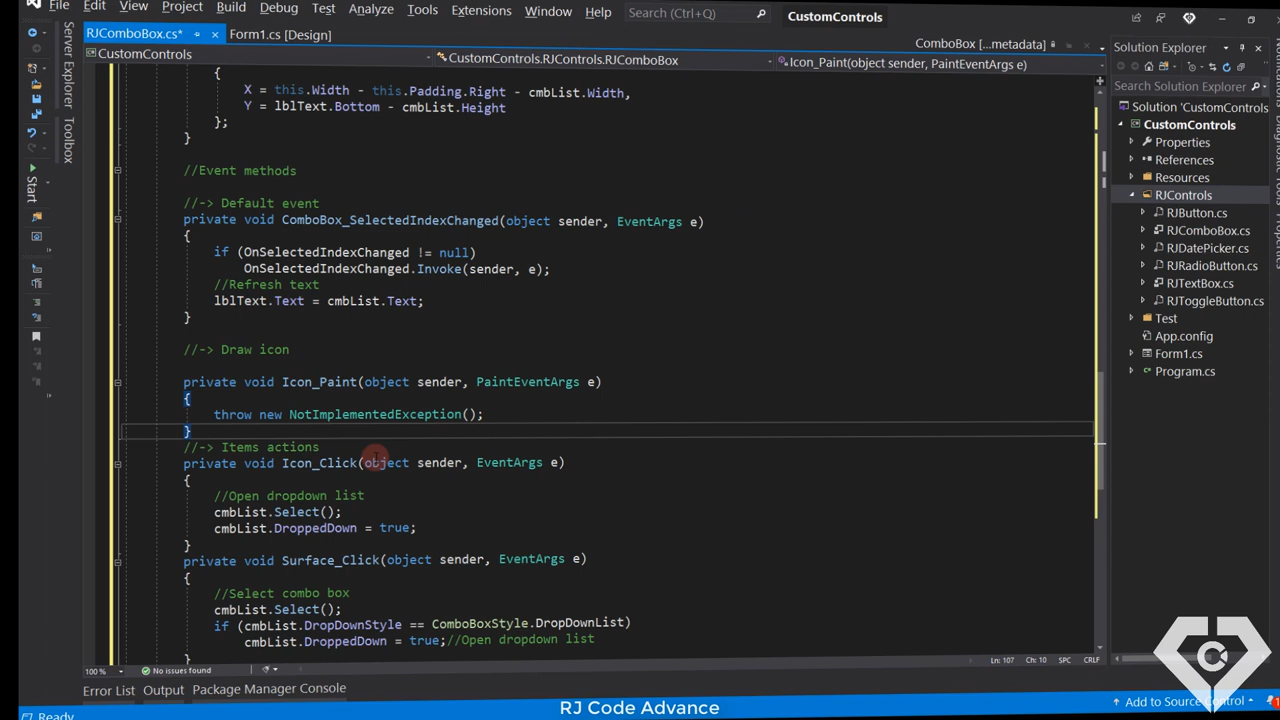 File Edit View Project Build Debug Test Analyze Tools Extensions Window Help Search (Ctrl+Q) CustomControls
RJComboBox.cs* Form1.cs [Design] ComboBox [...metadata]
CustomControls CustomControls.RJControls.RJComboBox Icon_Paint(object sender, PaintEventArgs e)
Server Explorer
Toolbox
Start
{
X = this.Width - this.Padding.Right - cmbList.Width,
Y = lblText.Bottom - cmbList.Height
};
}
//Event methods
//-> Default event
private void ComboBox_SelectedIndexChanged(object sender, EventArgs e)
{
if (OnSelectedIndexChanged != null)
OnSelectedIndexChanged.Invoke(sender, e);
//Refresh text
lblText.Text = cmbList.Text;
}
//-> Draw icon
private void Icon_Paint(object sender, PaintEventArgs e)
{
throw new NotImplementedException();
}
//-> Items actions
private void Icon_Click(object sender, EventArgs e)
{
//Open dropdown list
cmbList.Select();
cmbList.DroppedDown = true;
}
private void Surface_Click(object sender, EventArgs e)
{
//Select combo box
cmbList.Select();
if (cmbList.DropDownStyle == ComboBoxStyle.DropDownList)
cmbList.DroppedDown = true;//Open dropdown list
}
Solution Explorer
Search Solution Explorer
Solution 'CustomControls
CustomControls
Properties
References
Resources
RJControls
RJButton.cs
RJComboBox.cs
RJDatePicker.cs
RJRadioButton.cs
RJTextBox.cs
RJToggleButton.cs
Test
App.config
Form1.cs
Program.cs
100 % No issues found Ln: 107 Ch: 10 SPC CRLF
Error List Output Package Manager Console
Ready RJ Code Advance Add to Source Control